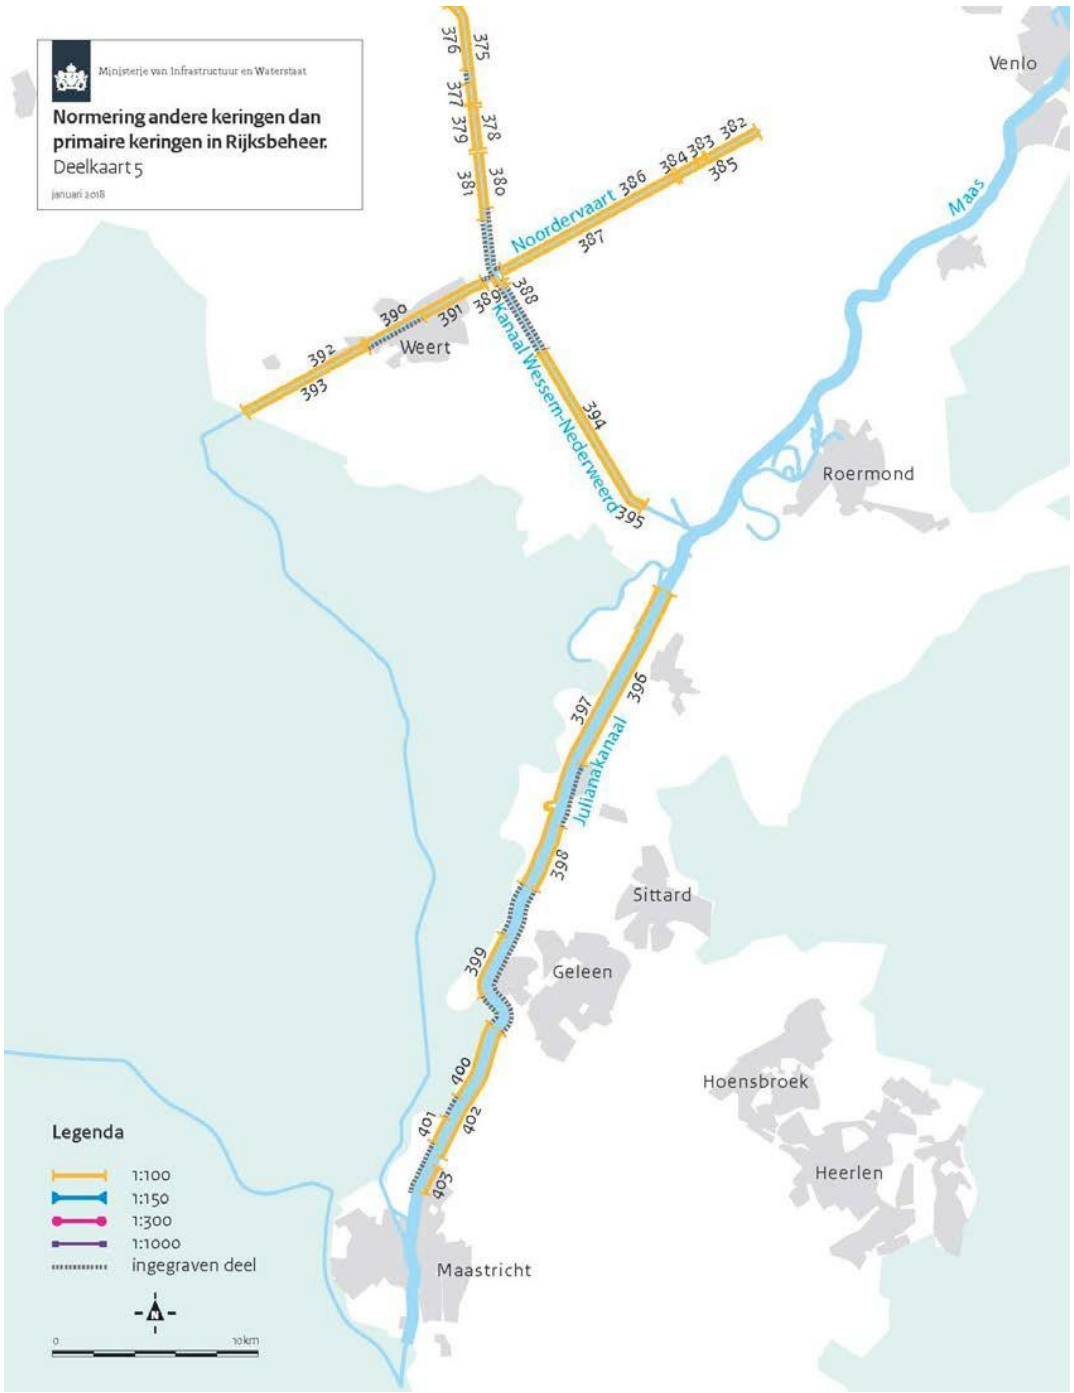 Ministerie van Infrastructuur en Waterstaat
Normering andere keringen dan
primaire keringen in Rijksbeheer.
Deelkaart 5
januari 2018
376
375
377
379
378
381
380
Venlo
382
383
384
385
386
Noordervaart
387
Maas
388
389
390
391
Weert
392
393
Kanaal Wessem-Nederweerd
394
395
Roermond
396
397
Julianakanaal
398
Sittard
399
Geleen
400
401
402
403
Hoensbroek
Heerlen
Maastricht
Legenda
1:100
1:150
1:300
1:1000
ingegraven deel
N
0 10km